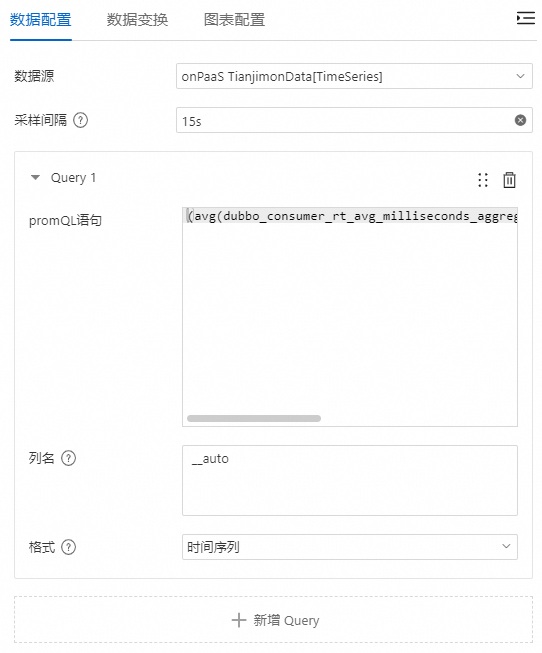 数据配置 数据变换 图表配置
数据源 onPaaS TianjimonData[TimeSeries]
采样间隔 ? 15s
Query 1
promQL语句 (avg(dubbo_consumer_rt_avg_milliseconds_aggreg
列名 ? __auto
格式 ? 时间序列
新增 Query